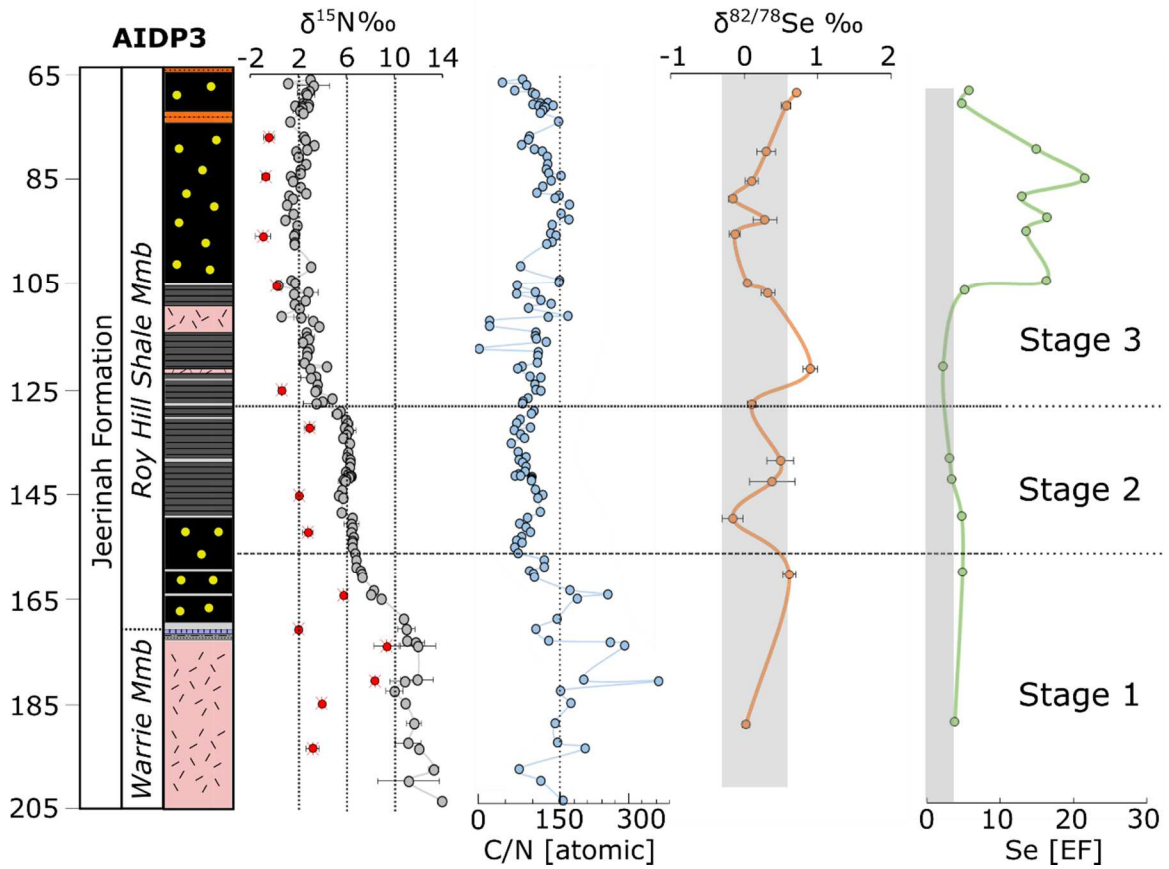 AIDP3
δ¹⁵N‰
δ⁸²/⁷⁸Se ‰
-2 2 6 10 14
-1 0 1 2
65
85
105
125
145
165
185
205
Jeerinah Formation
Roy Hill Shale Mmb
Warrie Mmb
Stage 3
Stage 2
Stage 1
0 150 300
C/N [atomic]
0 10 20 30
Se [EF]